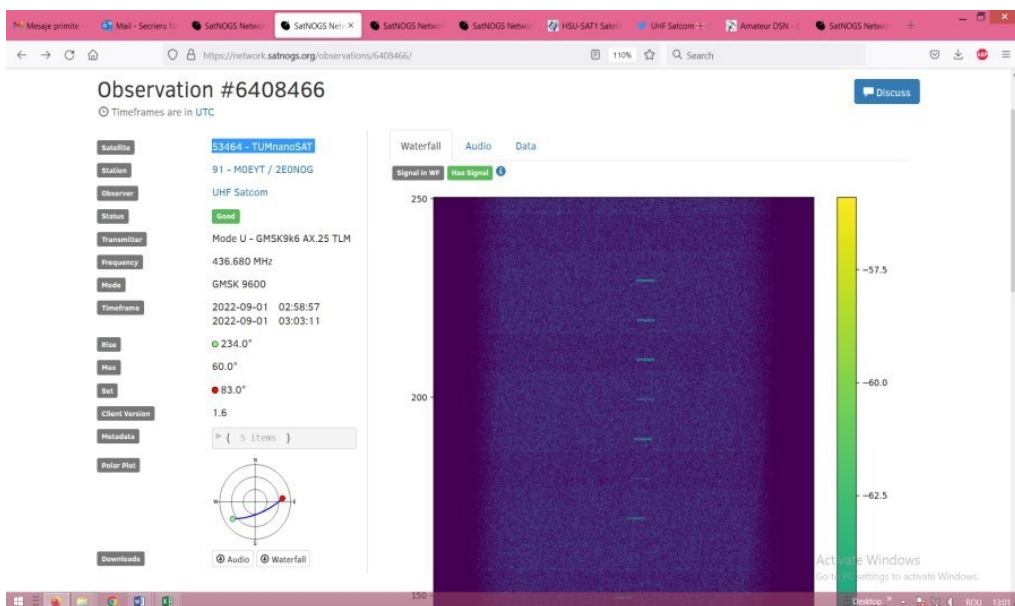 Mesaje primite -
Mail - Secrieru N
SatNOGS Networ
SatNOGS Net
SatNOGS Networ
SatNOGS Networ
HSU-SAT1 Satell
UHF Satcom
Amateur DSN - E
SatNOGS Networ
https://network.satnogs.org/observations/6408466/
110%
Search
ABP
Observation #6408466
Discuss
Timeframes are in UTC
Satellite 53464 - TUMnanoSAT
Station 91 - M0EYT / 2E0NOG
Observer UHF Satcom
Status Good
Transmitter Mode U - GMSK9k6 AX.25 TLM
Frequency 436.680 MHz
Mode GMSK 9600
Timeframe 2022-09-01 02:58:57
2022-09-01 03:03:11
Rise 234.0°
Max 60.0°
Set 83.0°
Client Version 1.6
Metadata { 5 items }
Polar Plot
N
W E
S
Downloads Audio Waterfall
Waterfall Audio Data
Signal in WF Has Signal
250
200
150
−57.5
−60.0
−62.5
Activate Windows
Go to PC settings to activate Windows.
Desktop » ROU 13:01